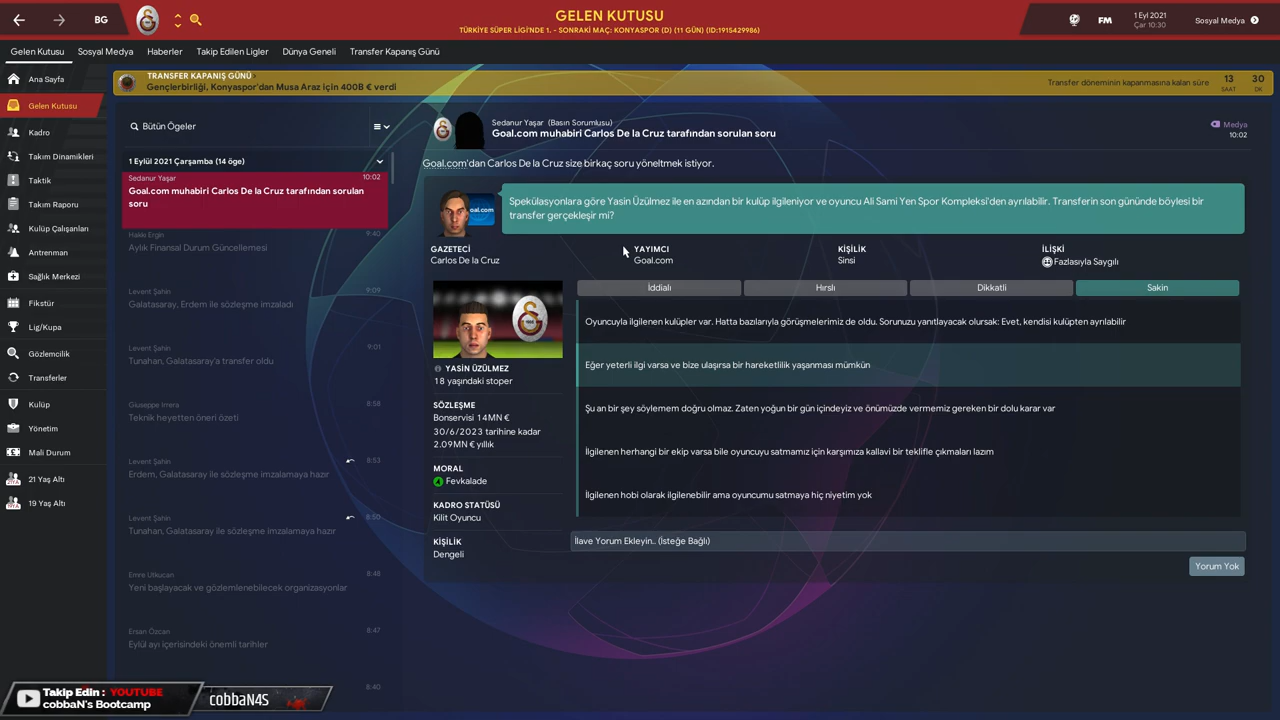 BG
GELEN KUTUSU
TÜRKİYE SÜPER LİGİ'NDE 1. - SONRAKİ MAÇ: KONYASPOR (D) (11 GÜN) (ID:1915429986)
FM
1 Eyl 2021
Çar 10:30
Sosyal Medya
Gelen Kutusu
Sosyal Medya
Haberler
Takip Edilen Ligler
Dünya Geneli
Transfer Kapanış Günü
Ana Sayfa
Gelen Kutusu
Kadro
Takım Dinamikleri
Taktik
Takım Raporu
Kulüp Çalışanları
Antrenman
Sağlık Merkezi
Fikstür
Lig/Kupa
Gözlemcilik
Transferler
Kulüp
Yönetim
Mali Durum
21 Yaş Altı
19 Yaş Altı
TRANSFER KAPANIŞ GÜNÜ
Gençlerbirliği, Konyaspor'dan Musa Araz için 400B € verdi
Transfer döneminin kapanmasına kalan süre
13 SAAT
30 DK
Bütün Ögeler
1 Eylül 2021 Çarşamba (14 öge)
Sedanur Yaşar 10:02
Goal.com muhabiri Carlos De la Cruz tarafından sorulan
soru
Hakkı Ergin 9:40
Aylık Finansal Durum Güncellemesi
Levent Şahin 9:09
Galatasaray, Erdem ile sözleşme imzaladı
Levent Şahin 9:01
Tunahan, Galatasaray'a transfer oldu
Giuseppe Irrera 8:58
Teknik heyetten öneri özeti
Levent Şahin 8:53
Erdem, Galatasaray ile sözleşme imzalamaya hazır
Levent Şahin 8:50
Tunahan, Galatasaray ile sözleşme imzalamaya hazır
Emre Utkucan 8:48
Yeni başlayacak ve gözlemlenebilecek organizasyonlar
Ersan Özcan 8:47
Eylül ayı içerisindeki önemli tarihler
8:40
Sedanur Yaşar (Basın Sorumlusu)
Goal.com muhabiri Carlos De la Cruz tarafından sorulan soru
Medya
10:02
Goal.com'dan Carlos De la Cruz size birkaç soru yöneltmek istiyor.
oal.com
Spekülasyonlara göre Yasin Üzülmez ile en azından bir kulüp ilgileniyor ve oyuncu Ali Sami Yen Spor Kompleksi'den ayrılabilir. Transferin son gününde böylesi bir
transfer gerçekleşir mi?
GAZETECİ
Carlos De la Cruz
YAYIMCI
Goal.com
KİŞİLİK
Sinsi
İLİŞKİ
Fazlasıyla Saygılı
İddialı
Hırslı
Dikkatli
Sakin
Oyuncuyla ilgilenen kulüpler var. Hatta bazılarıyla görüşmelerimiz de oldu. Sorunuzu yanıtlayacak olursak: Evet, kendisi kulüpten ayrılabilir
Eğer yeterli ilgi varsa ve bize ulaşırsa bir hareketlilik yaşanması mümkün
Şu an bir şey söylemem doğru olmaz. Zaten yoğun bir gün içindeyiz ve önümüzde vermemiz gereken bir dolu karar var
İlgilenen herhangi bir ekip varsa bile oyuncuyu satmamız için karşımıza kallavi bir teklifle çıkmaları lazım
İlgilenen hobi olarak ilgilenebilir ama oyuncumu satmaya hiç niyetim yok
YASİN ÜZÜLMEZ
18 yaşındaki stoper
SÖZLEŞME
Bonservisi 14MN €
30/6/2023 tarihine kadar
2.09MN € yıllık
MORAL
Fevkalade
KADRO STATÜSÜ
Kilit Oyuncu
KİŞİLİK
Dengeli
İlave Yorum Ekleyin.. (İsteğe Bağlı)
Yorum Yok
Takip Edin : YOUTUBE
cobbaN's Bootcamp
cobbaN4S